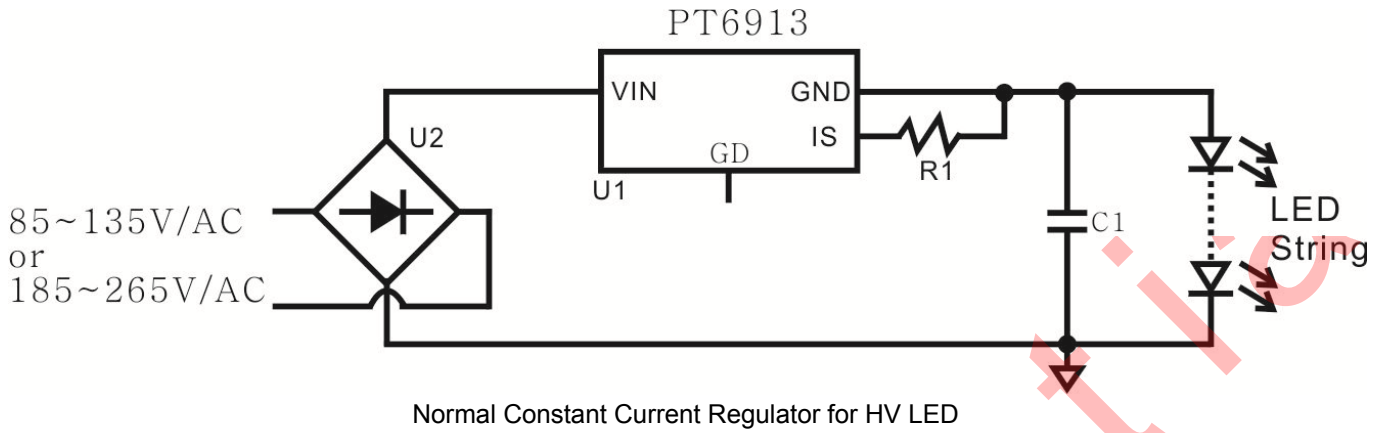 PT6913
VIN
GND
IS
GD
U1
U2
R1
C1
85~135V/AC
or
185~265V/AC
LED
String
Normal Constant Current Regulator for HV LED